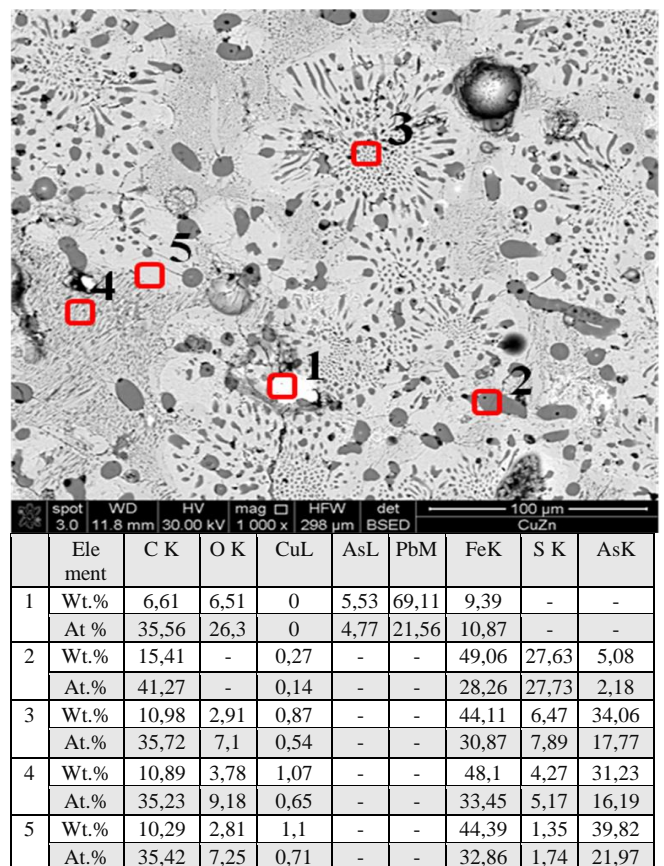 3
5
4
1
2
spot WD HV mag □ HFW det 100 µm
3.0 11.8 mm 30.00 kV 1 000 x 298 µm BSED CuZn
Ele C K O K CuL AsL PbM FeK S K AsK
ment
1 Wt.% 6,61 6,51 0 5,53 69,11 9,39 - -
At % 35,56 26,3 0 4,77 21,56 10,87 - -
2 Wt.% 15,41 - 0,27 - - 49,06 27,63 5,08
At.% 41,27 - 0,14 - - 28,26 27,73 2,18
3 Wt.% 10,98 2,91 0,87 - - 44,11 6,47 34,06
At.% 35,72 7,1 0,54 - - 30,87 7,89 17,77
4 Wt.% 10,89 3,78 1,07 - - 48,1 4,27 31,23
At.% 35,23 9,18 0,65 - - 33,45 5,17 16,19
5 Wt.% 10,29 2,81 1,1 - - 44,39 1,35 39,82
At.% 35,42 7,25 0,71 - - 32,86 1,74 21,97